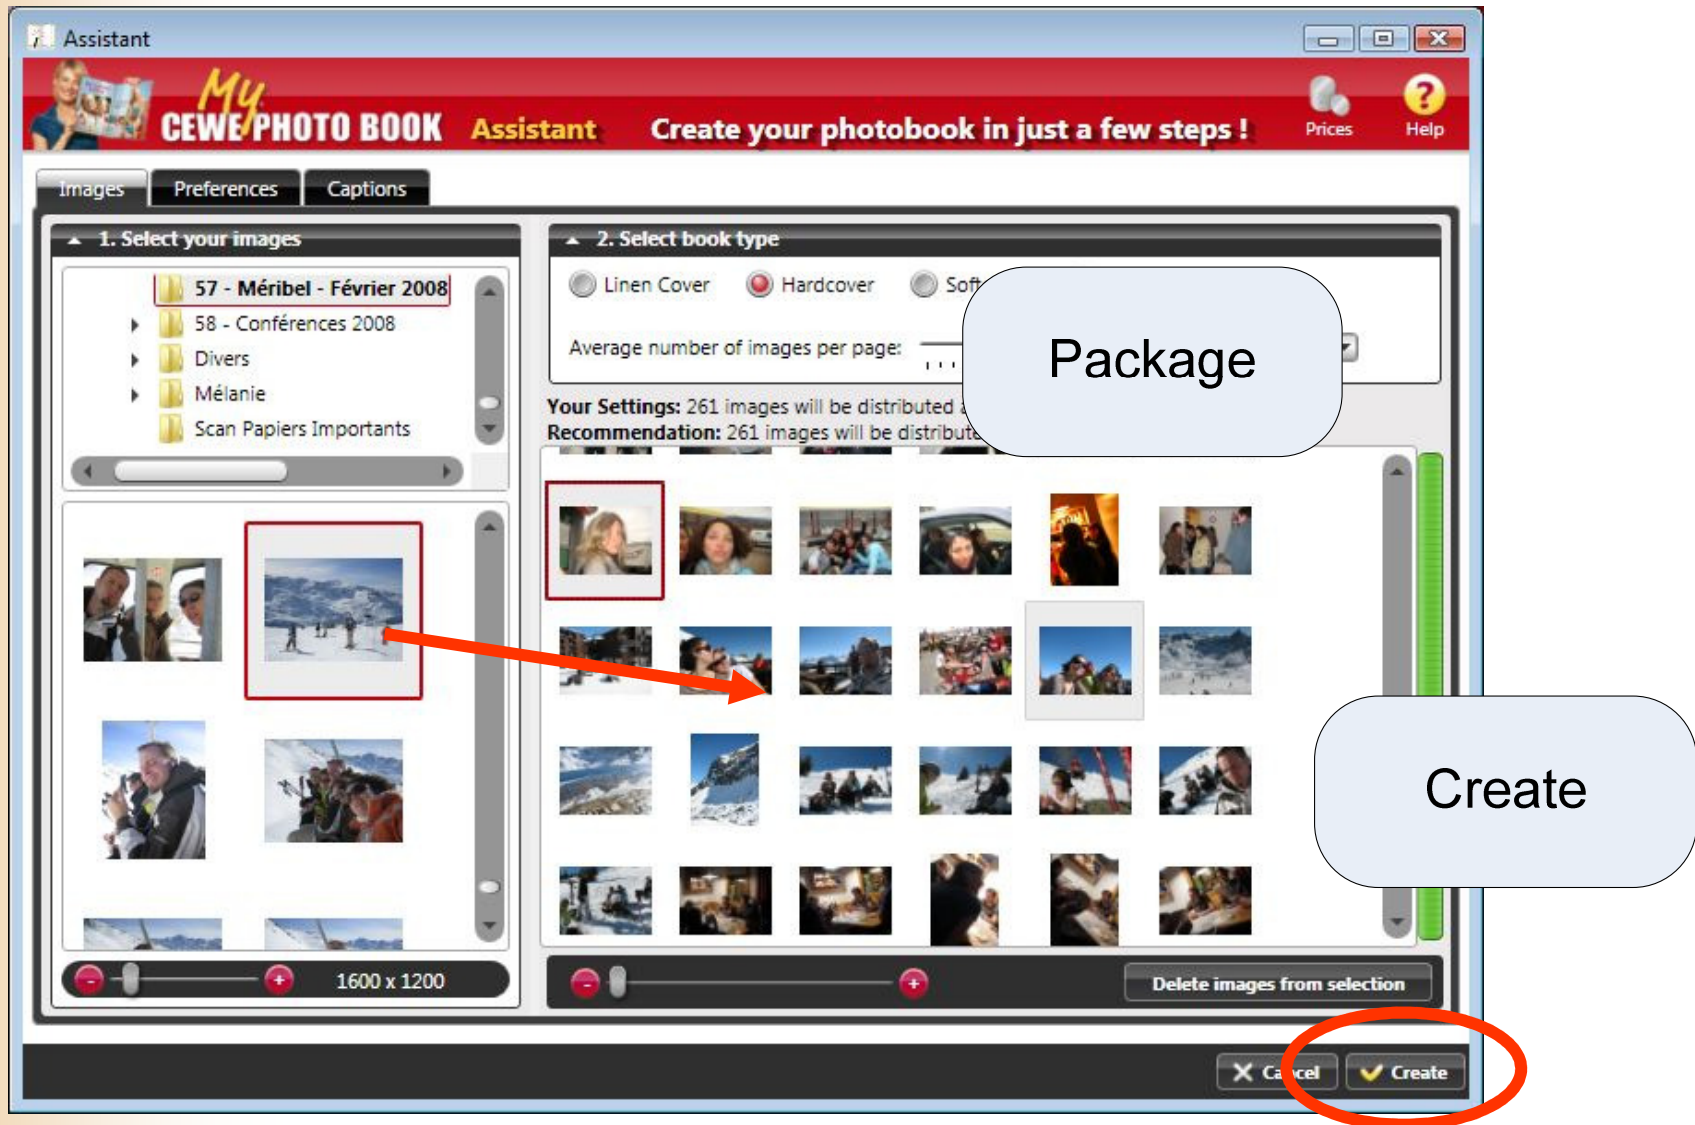 Assistant
My
CEWE PHOTO BOOK Assistant Create your photobook in just a few steps !
Prices Help
Images Preferences Captions
1. Select your images
57 - Méribel - Février 2008
58 - Conférences 2008
Divers
Mélanie
Scan Papiers Importants
1600 x 1200
2. Select book type
Linen Cover Hardcover Soft
Average number of images per page:
Package
Your Settings: 261 images will be distributed
Recommendation: 261 images will be distribute
Create
Delete images from selection
Cancel Create